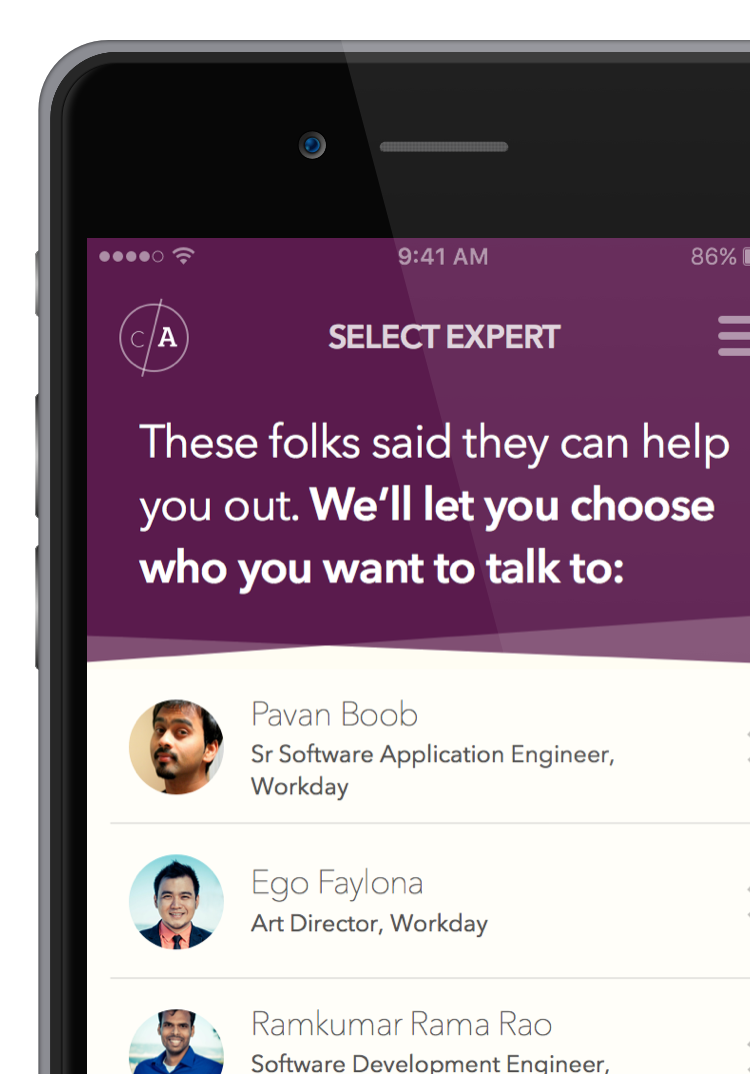 9:41 AM
86%
C/A
SELECT EXPERT
These folks said they can help
you out. We'll let you choose
who you want to talk to:
Pavan Boob
Sr Software Application Engineer,
Workday
Ego Faylona
Art Director, Workday
Ramkumar Rama Rao
Software Development Engineer,